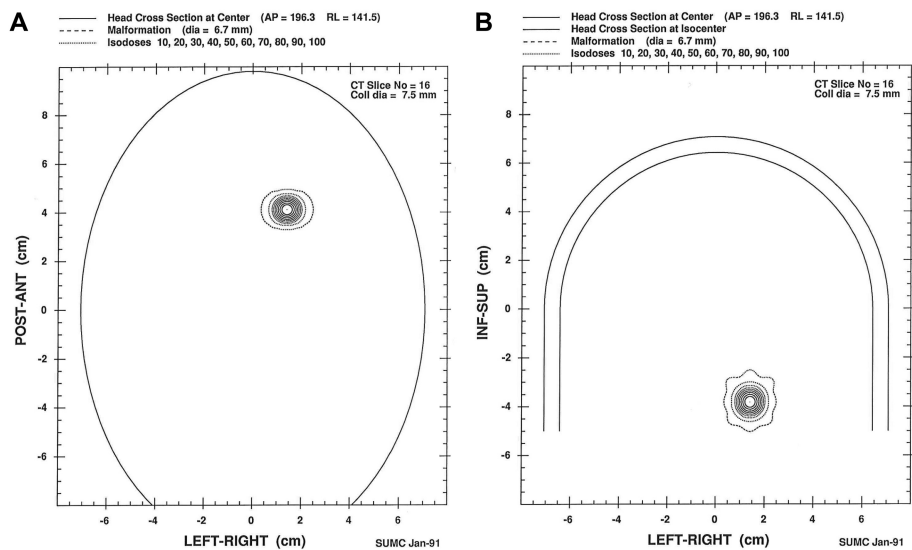 A
Head Cross Section at Center (AP = 196.3 RL = 141.5)
Malformation (dia = 6.7 mm)
Isodoses 10, 20, 30, 40, 50, 60, 70, 80, 90, 100
CT Slice No = 16
Coll dia = 7.5 mm
8
6
4
2
0
-2
-4
-6
POST-ANT (cm)
-6 -4 -2 0 2 4 6
LEFT-RIGHT (cm)
SUMC Jan-91
B
Head Cross Section at Center (AP = 196.3 RL = 141.5)
Head Cross Section at Isocenter
Malformation (dia = 6.7 mm)
Isodoses 10, 20, 30, 40, 50, 60, 70, 80, 90, 100
CT Slice No = 16
Coll dia = 7.5 mm
8
6
4
2
0
-2
-4
-6
INF-SUP (cm)
-6 -4 -2 0 2 4 6
LEFT-RIGHT (cm)
SUMC Jan-91